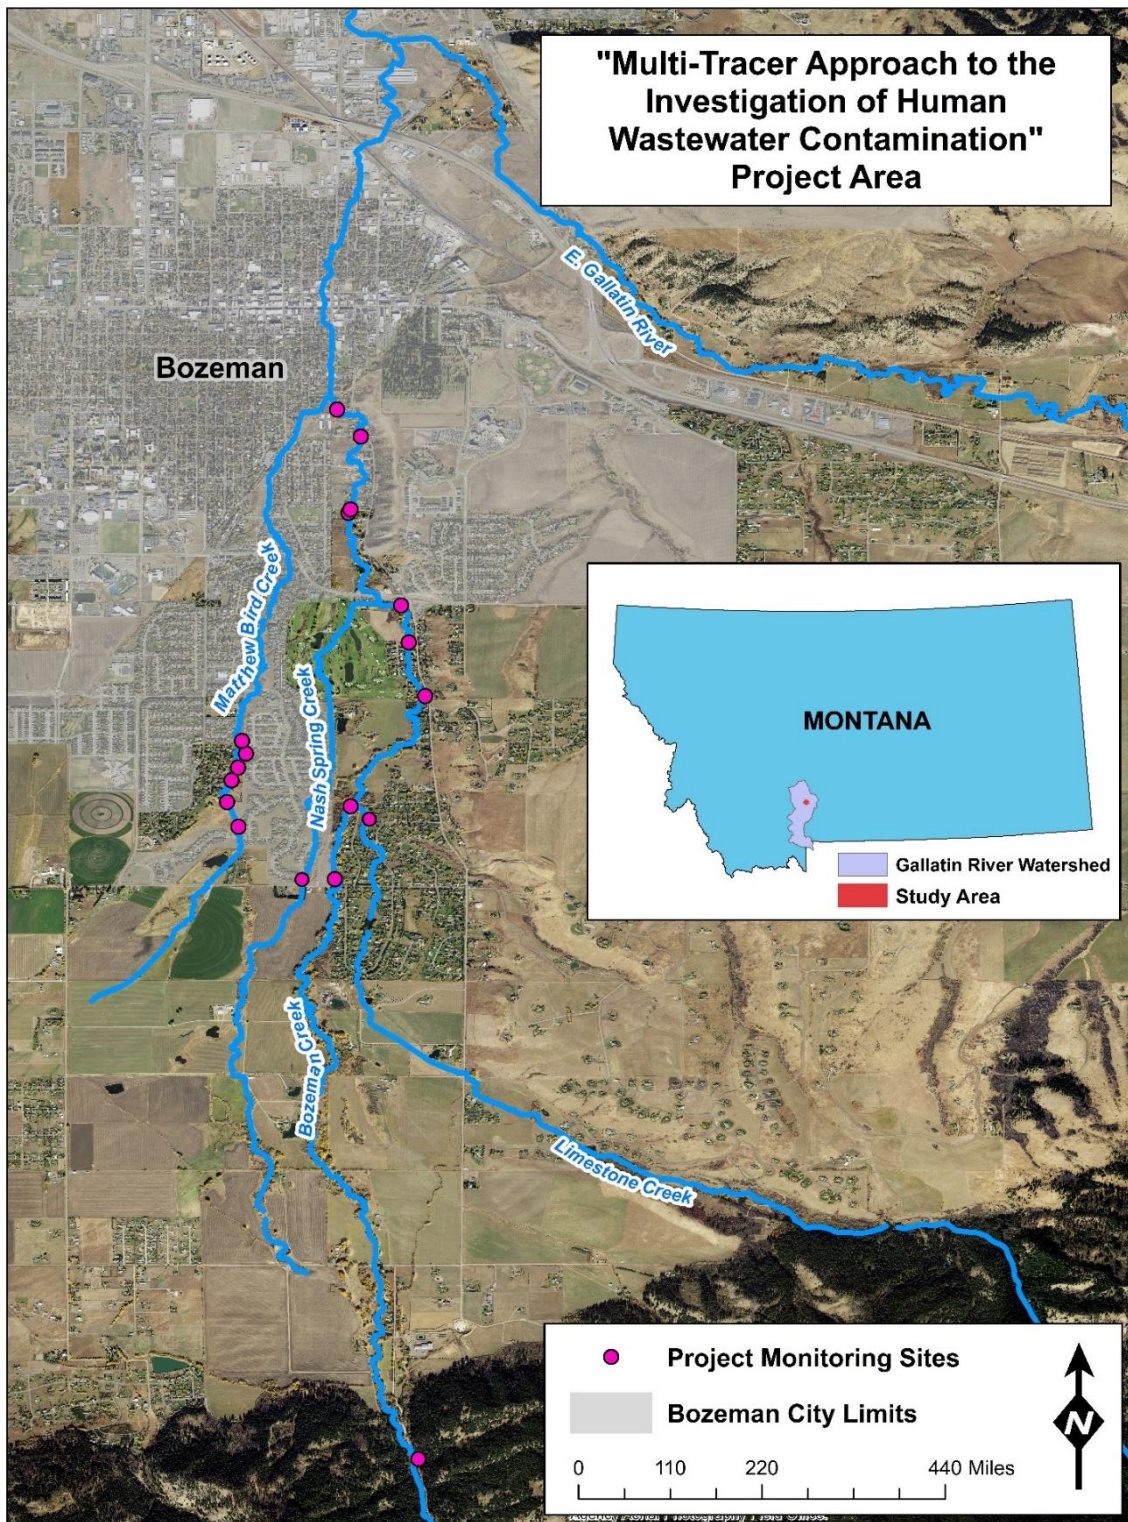 "Multi-Tracer Approach to the
Investigation of Human
Wastewater Contamination"
Project Area
E. Gallatin River
Bozeman
Matthew Bird Creek
Nash Spring Creek
MONTANA
Gallatin River Watershed
Study Area
Bozeman Creek
Limestone Creek
Project Monitoring Sites
Bozeman City Limits
N
0 110 220 440 Miles